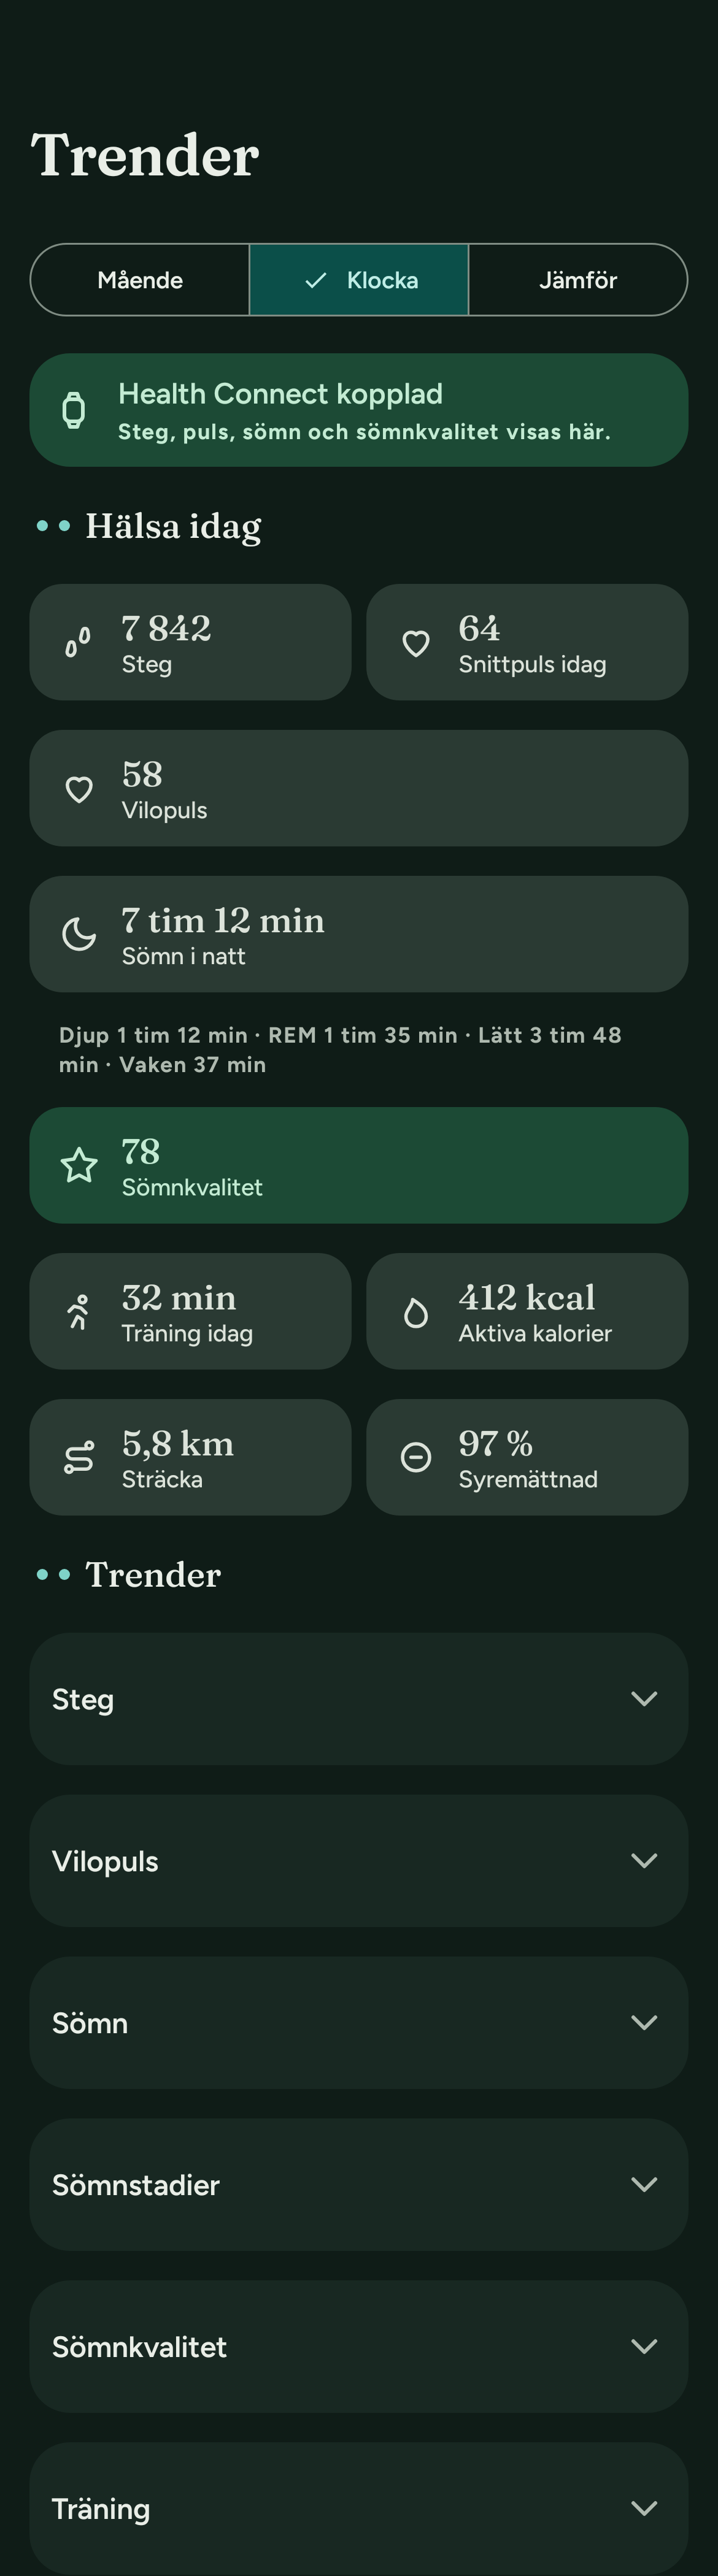 Trender
Mående
Klocka
Jämför
Health Connect kopplad
Steg, puls, sömn och sömnkvalitet visas här.
Hälsa idag
7 842
Steg
64
Snittpuls idag
58
Vilopuls
7 tim 12 min
Sömn i natt
Djup 1 tim 12 min · REM 1 tim 35 min · Lätt 3 tim 48
min · Vaken 37 min
78
Sömnkvalitet
32 min
Träning idag
412 kcal
Aktiva kalorier
5,8 km
Sträcka
97 %
Syremättnad
Trender
Steg
Vilopuls
Sömn
Sömnstadier
Sömnkvalitet
Träning